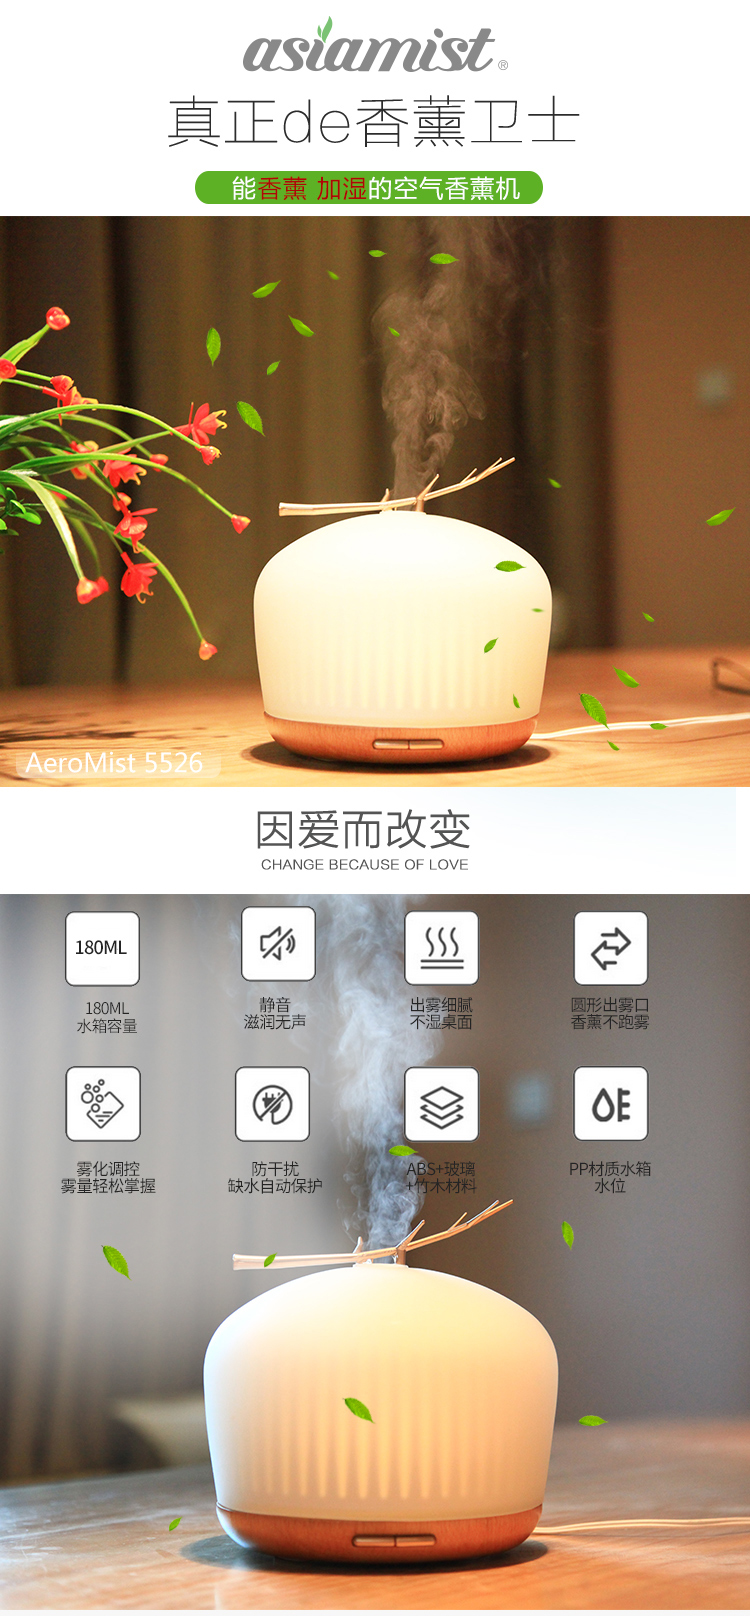 asiamist®
真正de香薰卫士
能香薰 加湿的空气香薰机
AeroMist 5526
因爱而改变
CHANGE BECAUSE OF LOVE
180ML
180ML
水箱容量
静音
滋润无声
出雾细腻
不湿桌面
圆形出雾口
香薰不跑雾
雾化调控
雾量轻松掌握
防干扰
缺水自动保护
ABS+玻璃
+竹木材料
PP材质水箱
水位